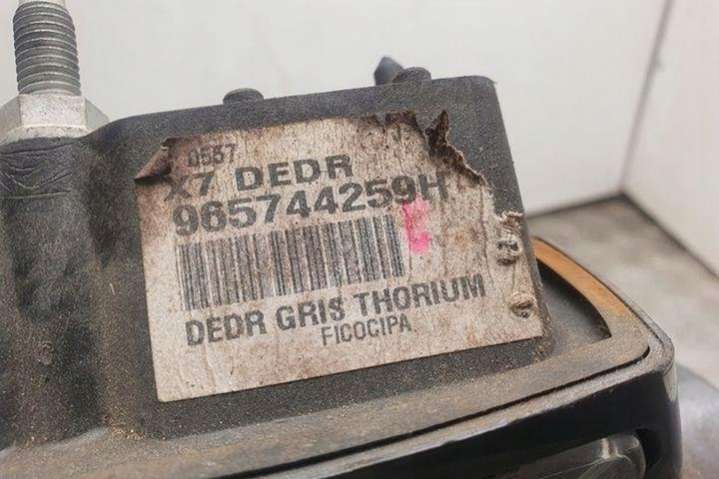 0557
X7 DEDR
965744259H
DEDR GRIS THORIUM
FICOCIPA